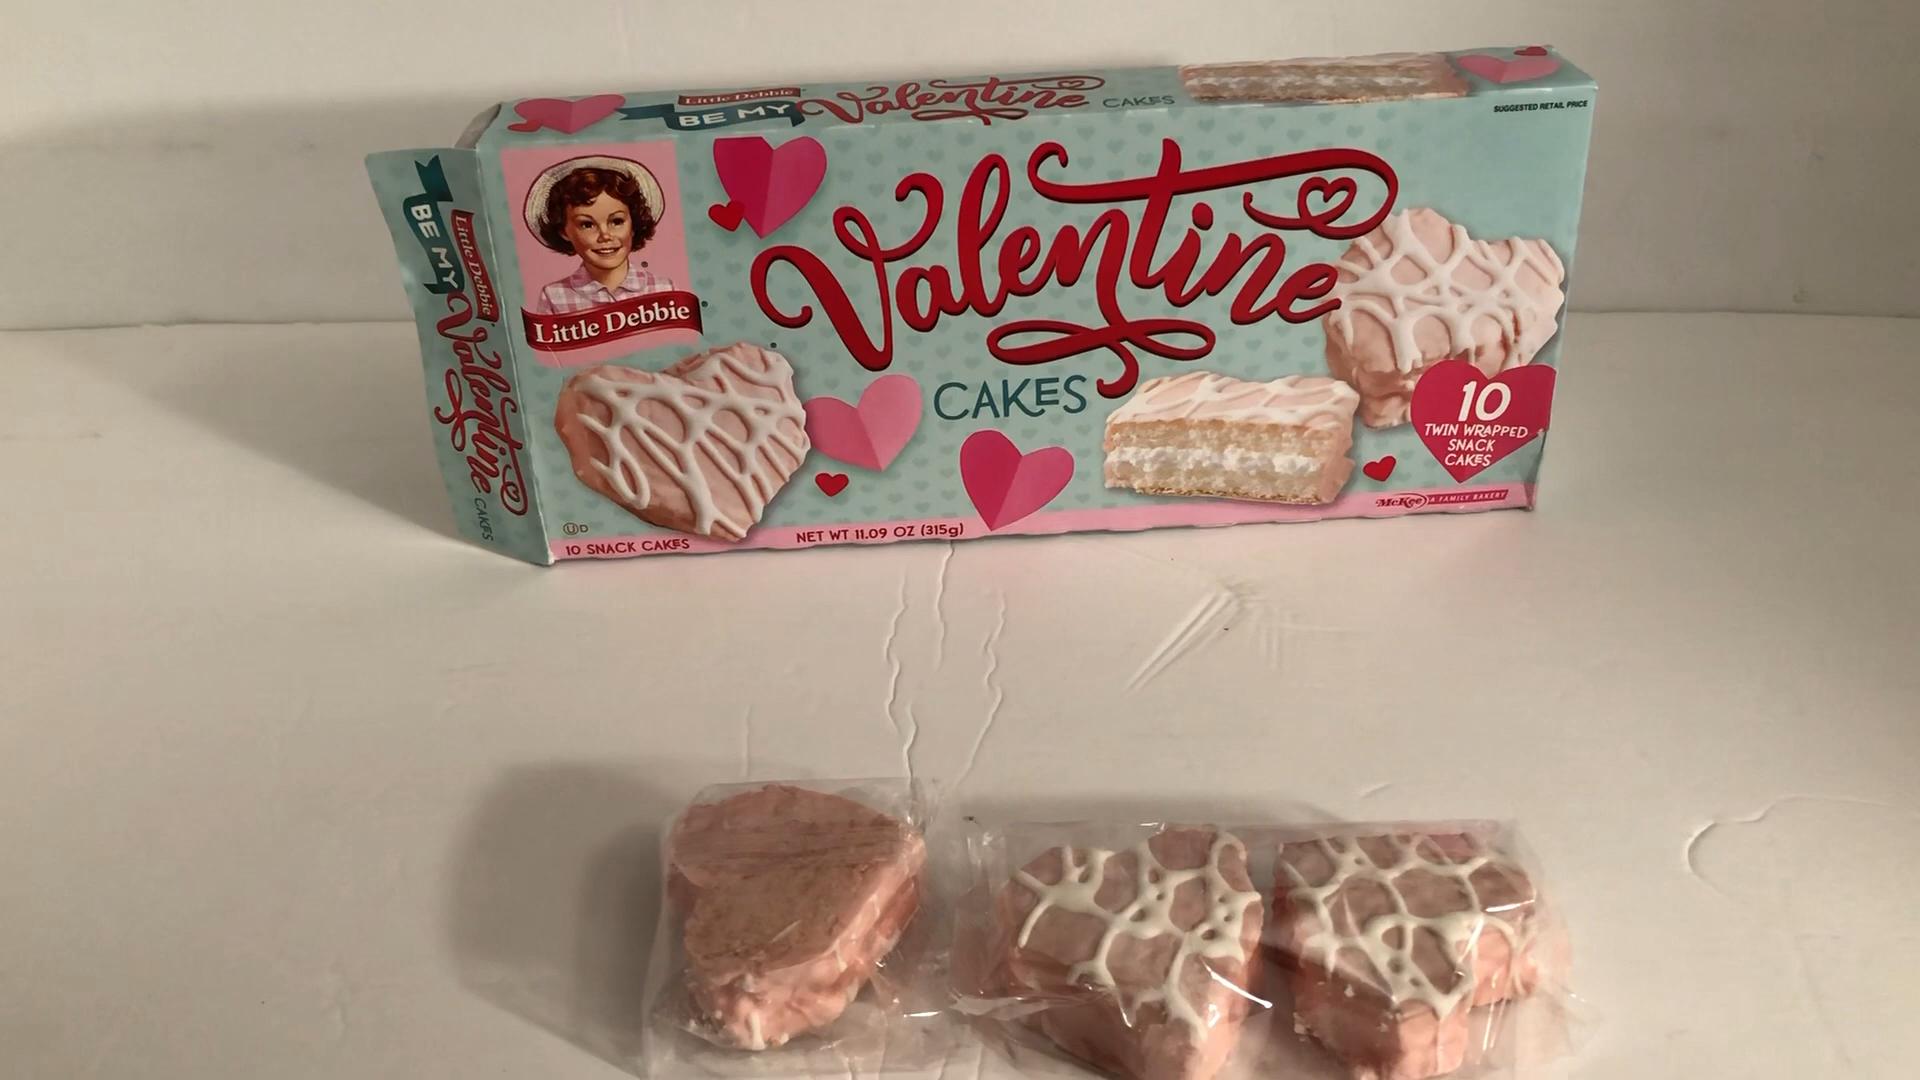 Little Debbie
BE MY Valentine CAKES
SUGGESTED RETAIL PRICE
Little Debbie
BE MY
Valentine
CAKES
Little Debbie
Valentine
CAKES
10
TWIN WRAPPED
SNACK
CAKES
McKee A FAMILY BAKERY
U D
10 SNACK CAKES
NET WT 11.09 OZ (315g)